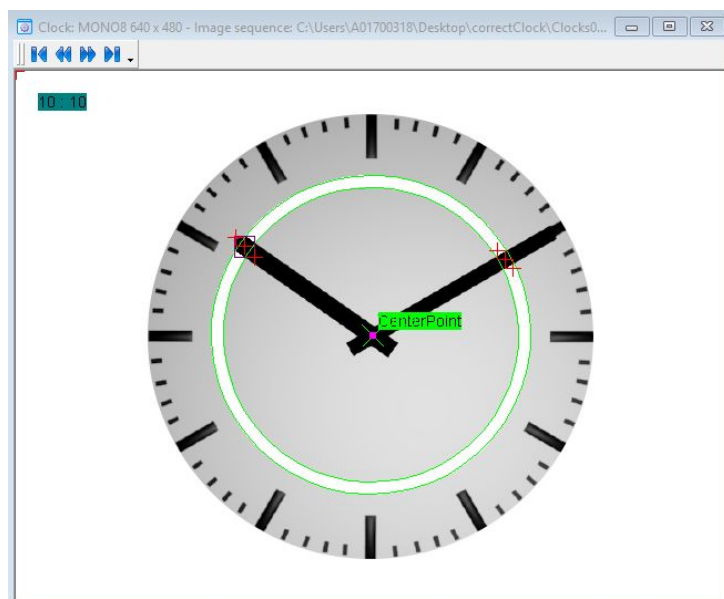 Clock: MONO8 640 x 480 - Image sequence: C:\Users\A01700318\Desktop\correctClock\Clocks0...
10 : 10
CenterPoint